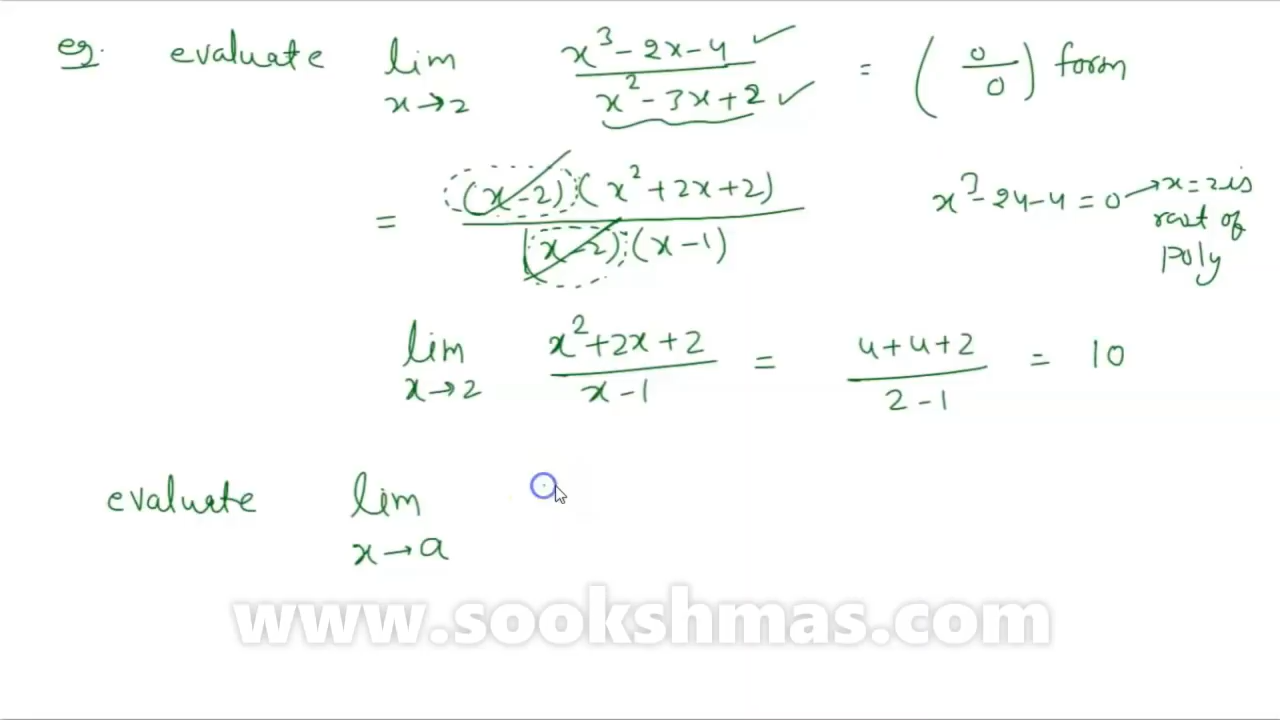 eg. evaluate lim x→2 x³ - 2x - 4 / x² - 3x + 2 = ( 0/0 ) form
= (x-2)(x²+2x+2) / (x-2)(x-1)
x³ - 24 - 4 = 0 → x = 2 is
root of
poly
lim x→2 x²+2x+2 / x-1 = 4+4+2 / 2-1 = 10
evaluate lim x→a
www.sookshmas.com